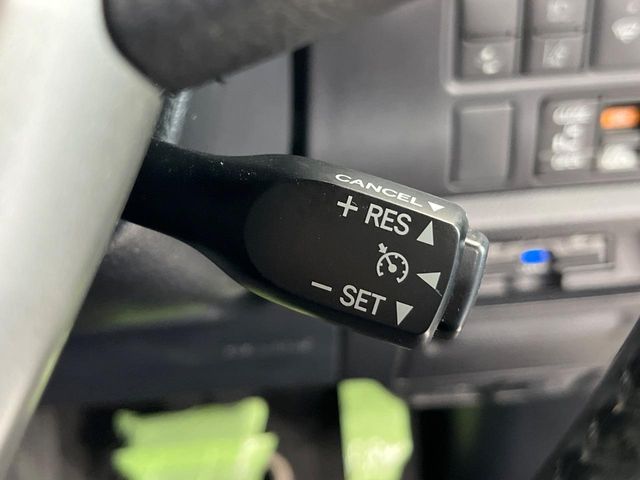 CANCEL▼
+ RES ▲
− SET ▼